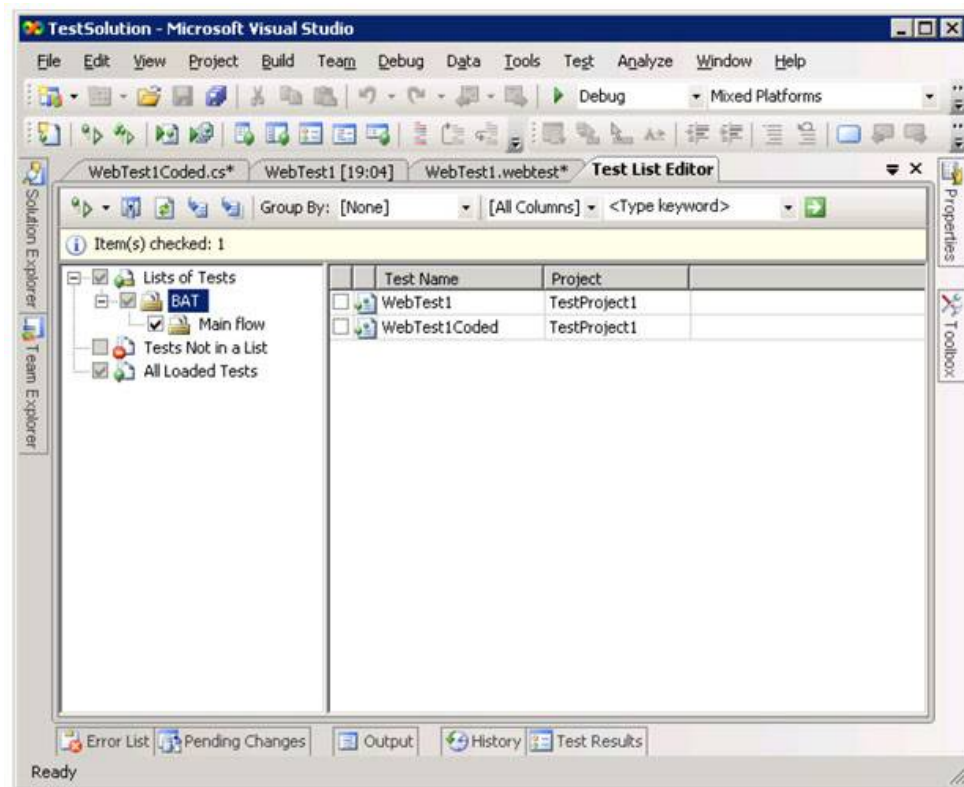 TestSolution - Microsoft Visual Studio
File Edit View Project Build Team Debug Data Tools Test Analyze Window Help
Debug Mixed Platforms
WebTest1Coded.cs* WebTest1 [19:04] WebTest1.webtest* Test List Editor
Group By: [None] [All Columns] <Type keyword>
Item(s) checked: 1
Solution Explorer
Team Explorer
Lists of Tests
BAT
Main flow
Tests Not in a List
All Loaded Tests
Test Name Project
WebTest1 TestProject1
WebTest1Coded TestProject1
Properties
Toolbox
Error List Pending Changes Output History Test Results
Ready